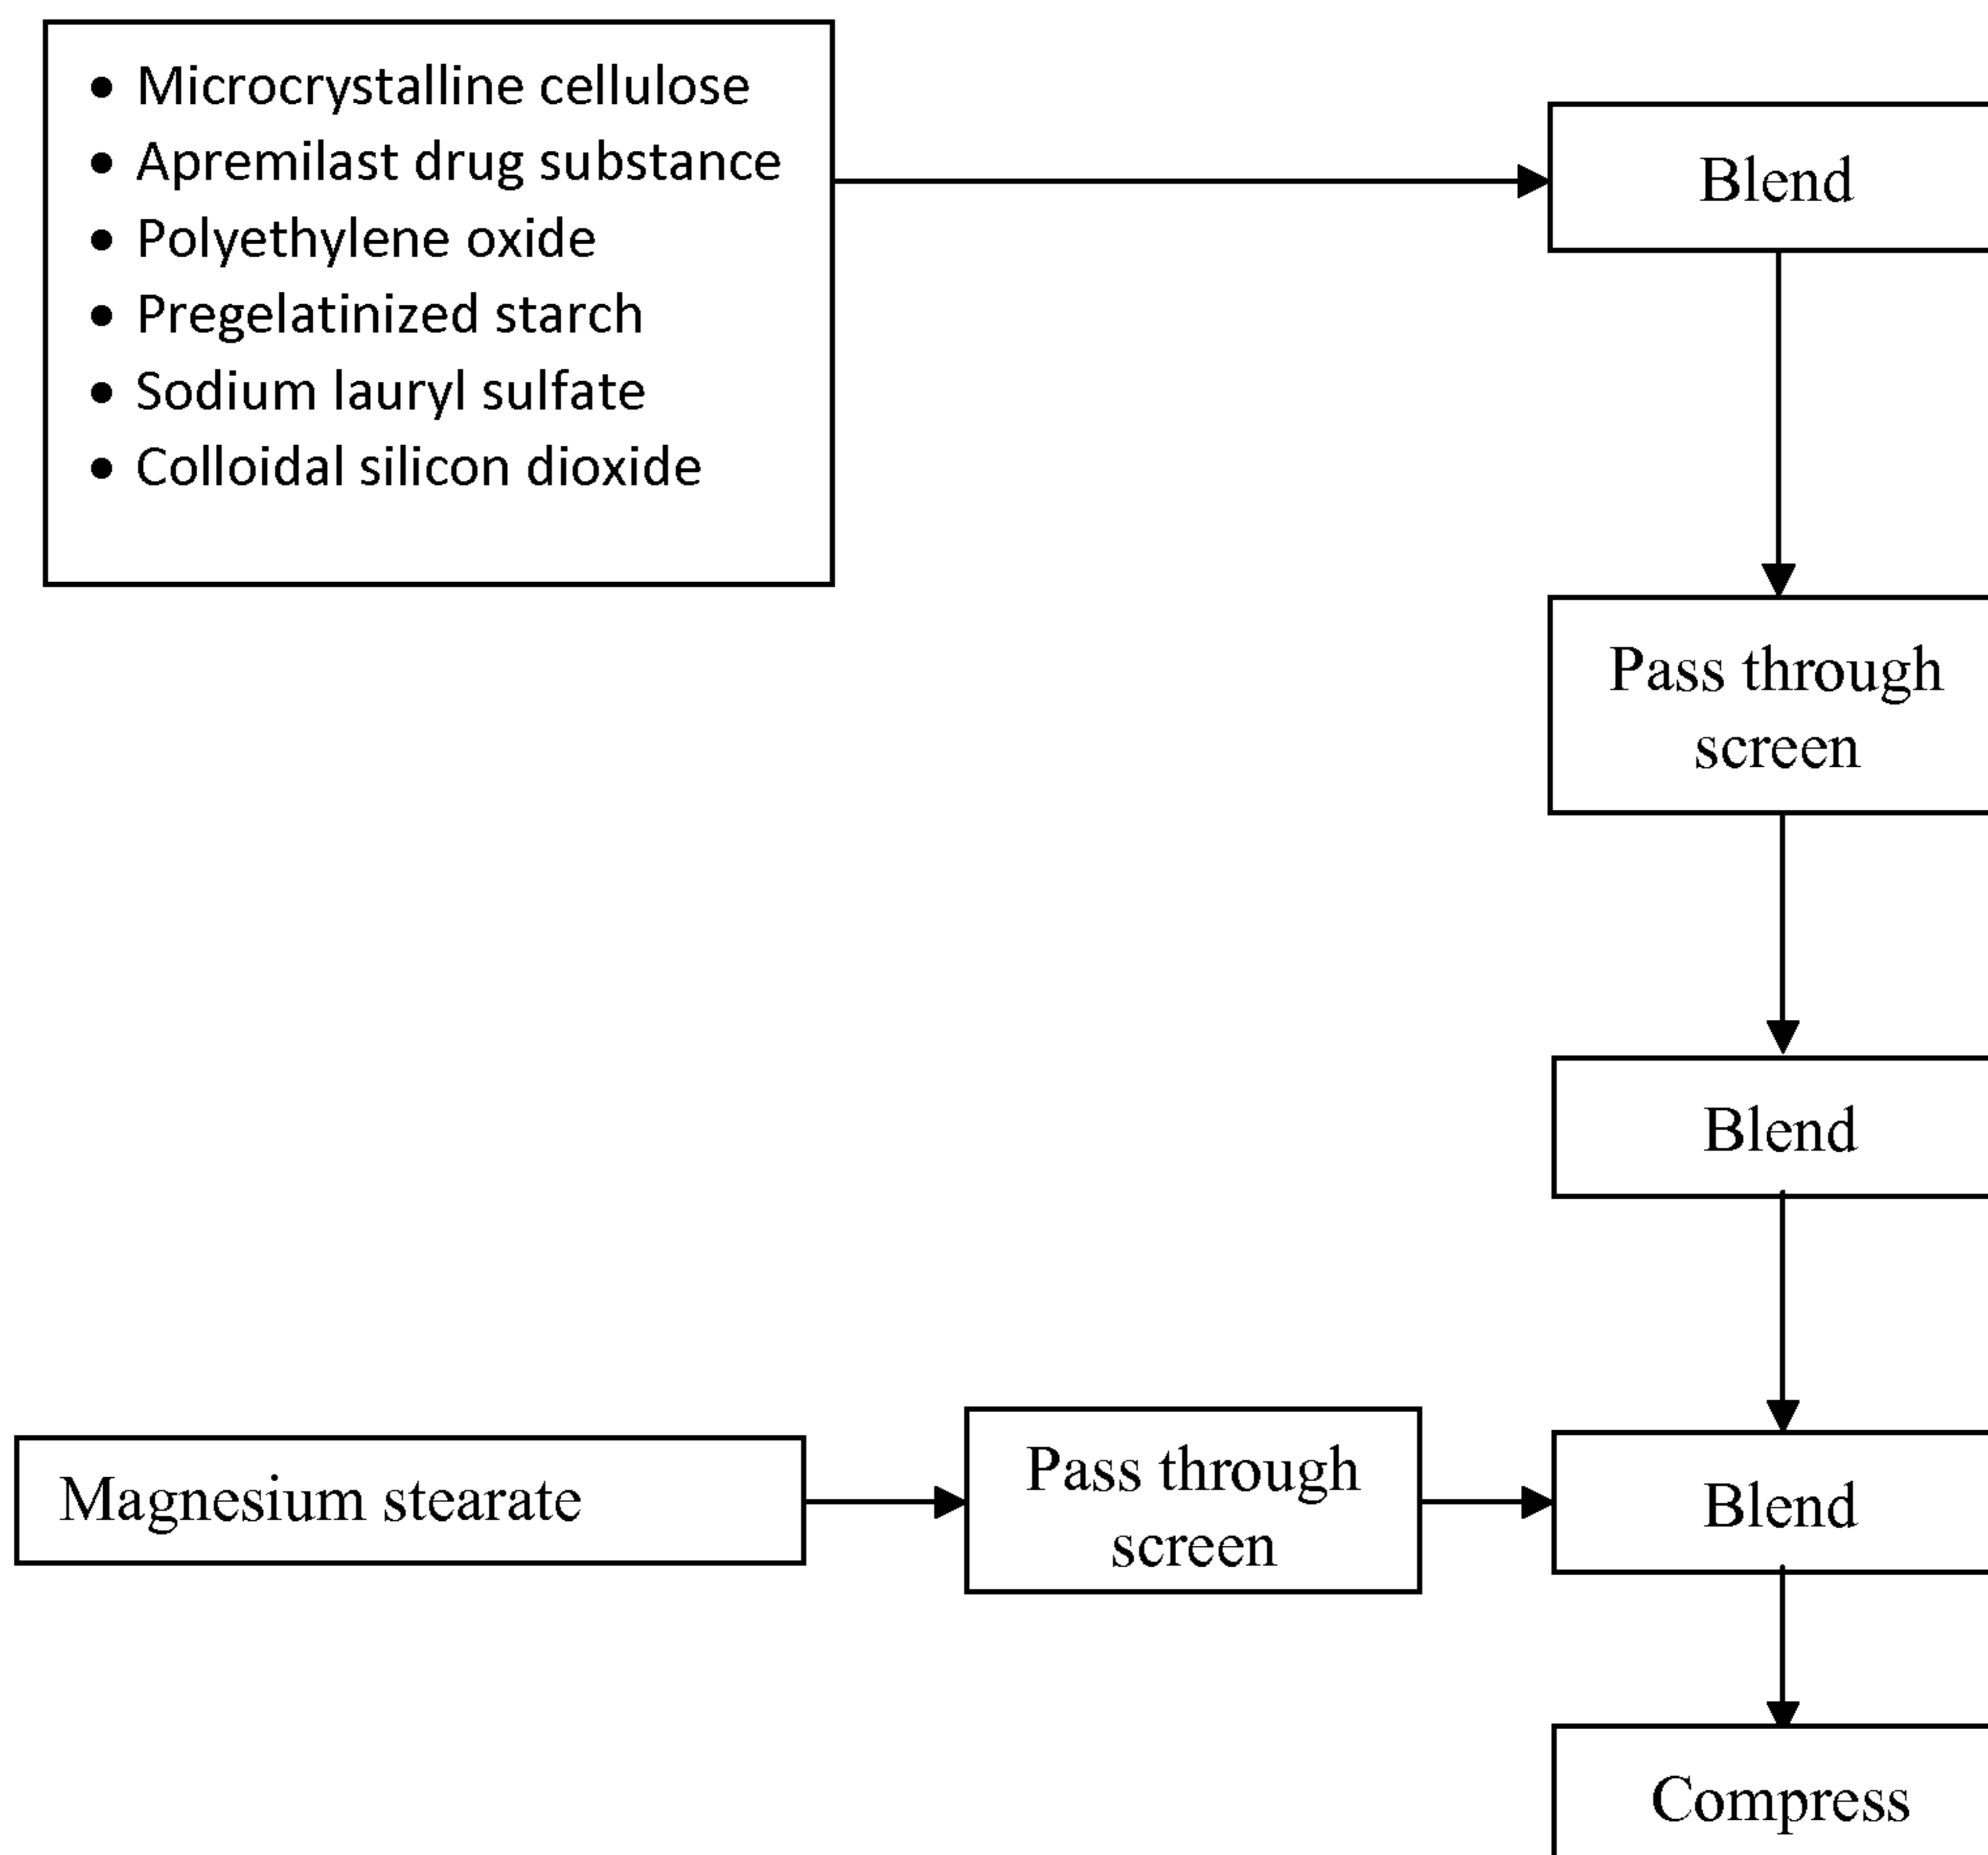 • Microcrystalline cellulose
• Apremilast drug substance
• Polyethylene oxide
• Pregelatinized starch
• Sodium lauryl sulfate
• Colloidal silicon dioxide
Blend
Pass through
screen
Blend
Magnesium stearate
Pass through
screen
Blend
Compress